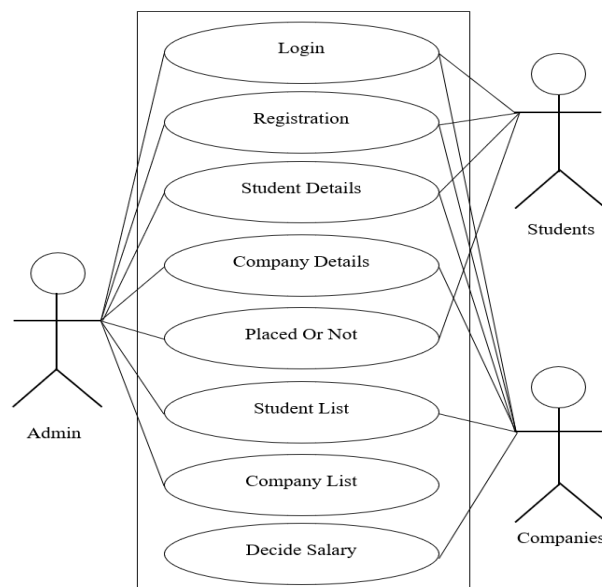 Login
Registration
Student Details
Students
Company Details
Placed Or Not
Admin
Student List
Company List
Companies
Decide Salary